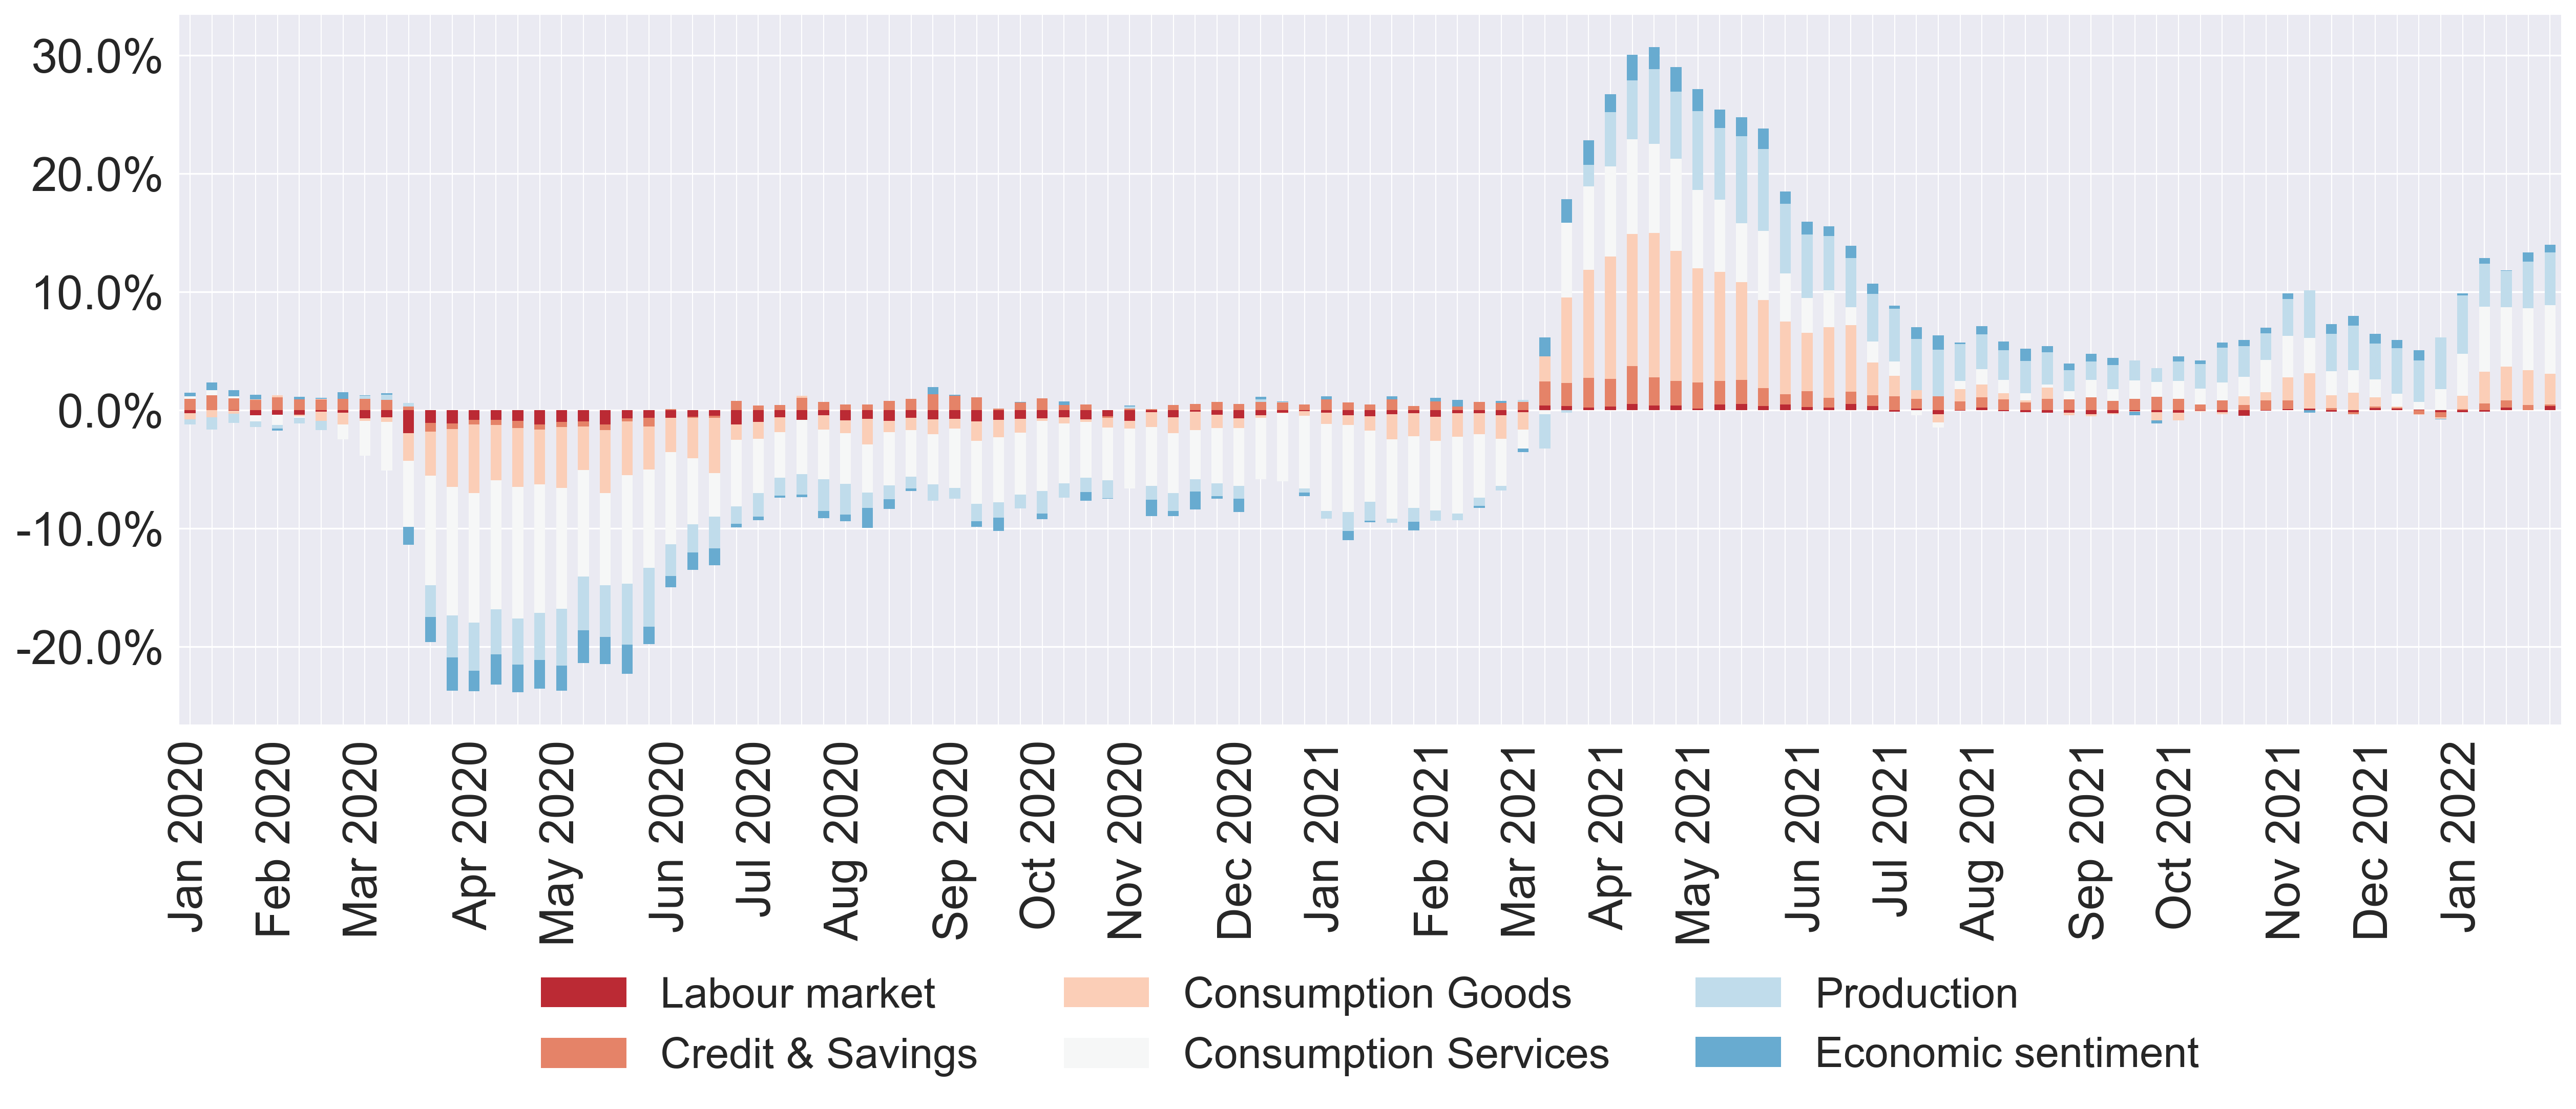 30.0%
20.0%
10.0%
0.0%
-10.0%
-20.0%
Jan 2020
Feb 2020
Mar 2020
Apr 2020
May 2020
Jun 2020
Jul 2020
Aug 2020
Sep 2020
Oct 2020
Nov 2020
Dec 2020
Jan 2021
Feb 2021
Mar 2021
Apr 2021
May 2021
Jun 2021
Jul 2021
Aug 2021
Sep 2021
Oct 2021
Nov 2021
Dec 2021
Jan 2022
Labour market
Consumption Goods
Production
Credit & Savings
Consumption Services
Economic sentiment